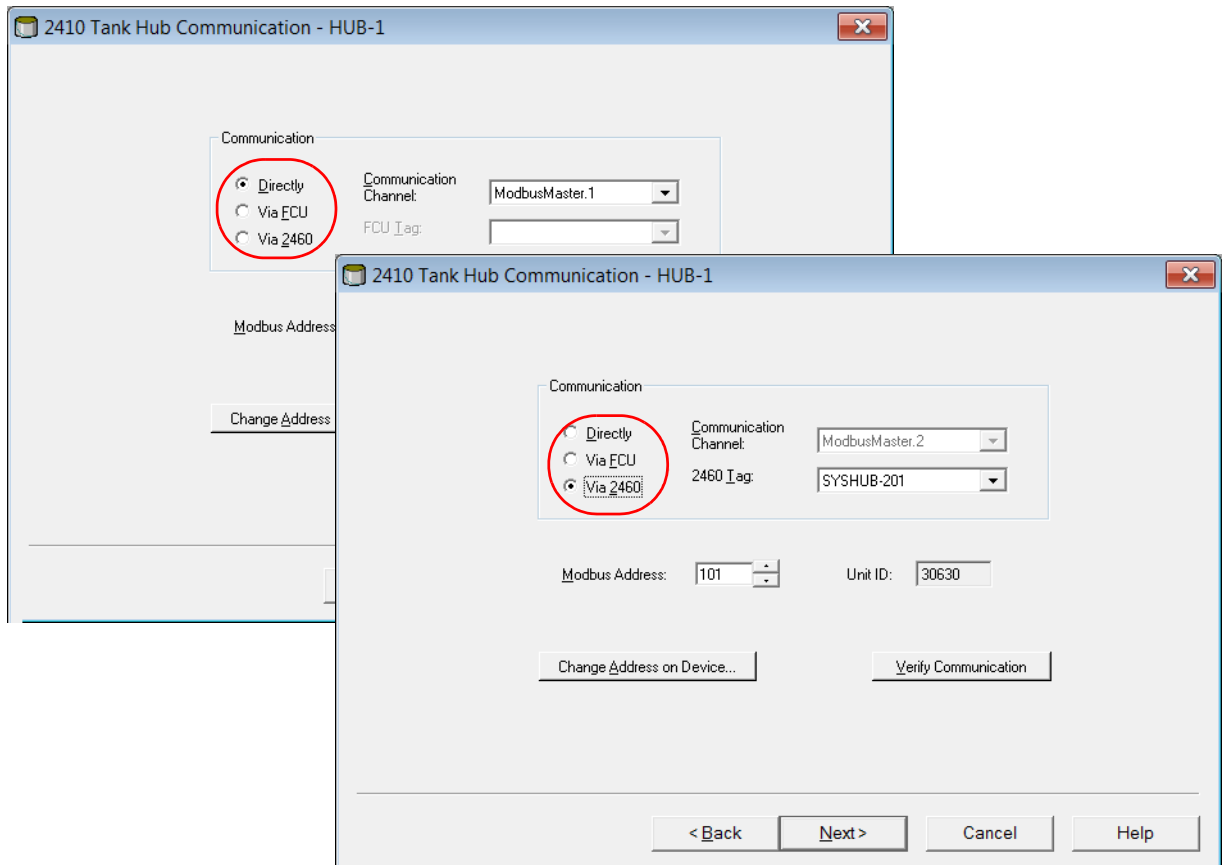 2410 Tank Hub Communication - HUB-1
Communication
Directly
Via FCU
Via 2460
Communication
Channel:
ModbusMaster.1
FCU Tag:
Modbus Address
Change Address
2410 Tank Hub Communication - HUB-1
Communication
Directly
Via FCU
Via 2460
Communication
Channel:
ModbusMaster.2
2460 Tag:
SYSHUB-201
Modbus Address:
101
Unit ID:
30630
Change Address on Device...
Verify Communication
< Back
Next >
Cancel
Help